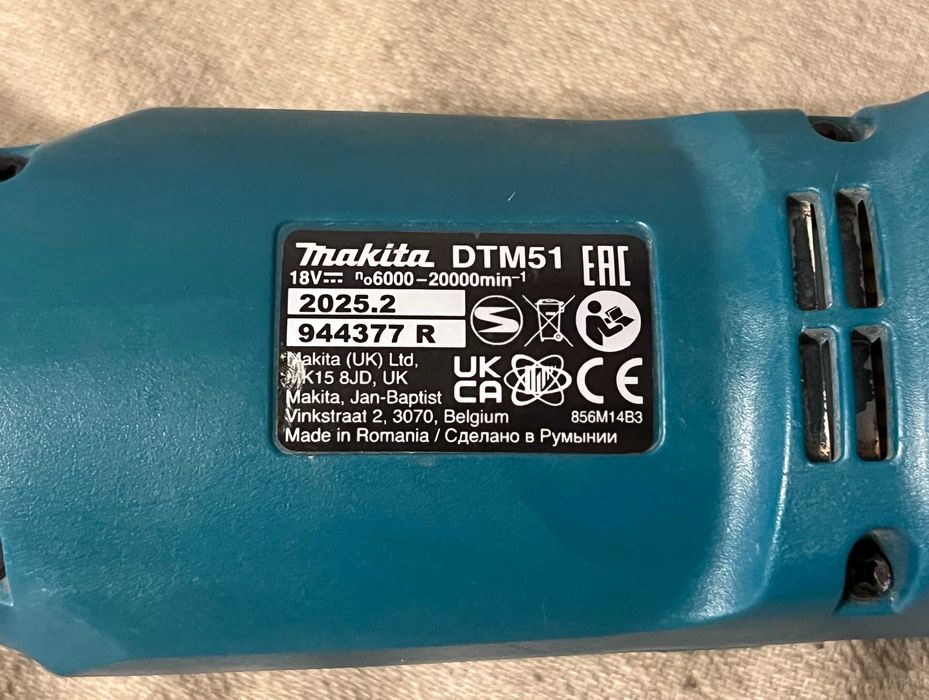 makita DTM51 EAC
18V⎓ n₀6000–20000min⁻¹
2025.2
944377 R
Makita (UK) Ltd,
MK15 8JD, UK
Makita, Jan-Baptist
Vinkstraat 2, 3070, Belgium
UK
CA
CE
856M14B3
Made in Romania / Сделано в Румынии